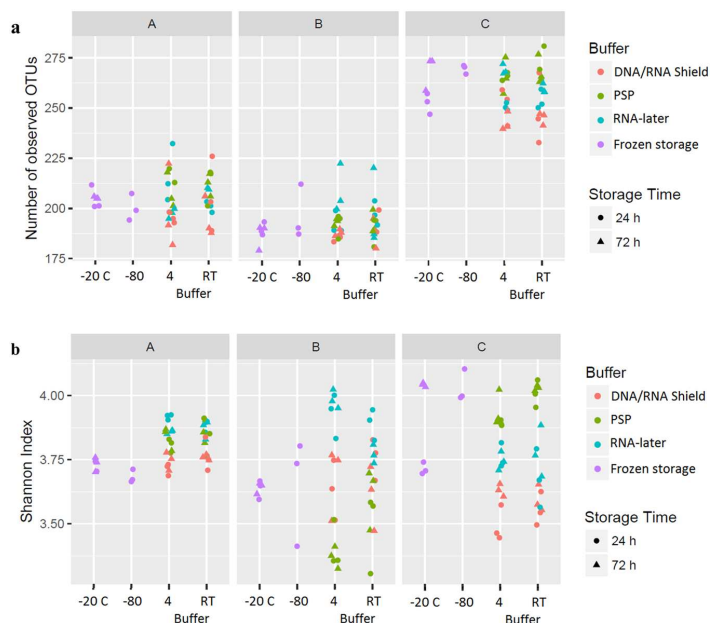 a
A B C
Number of observed OTUs
275
250
225
200
175
-20 C -80 4 RT -20 C -80 4 RT -20 C -80 4 RT
Buffer Buffer Buffer
Buffer
DNA/RNA Shield
PSP
RNA-later
Frozen storage
Storage Time
24 h
72 h
b
A B C
Shannon Index
4.00
3.75
3.50
-20 C -80 4 RT -20 C -80 4 RT -20 C -80 4 RT
Buffer Buffer Buffer
Buffer
DNA/RNA Shield
PSP
RNA-later
Frozen storage
Storage Time
24 h
72 h